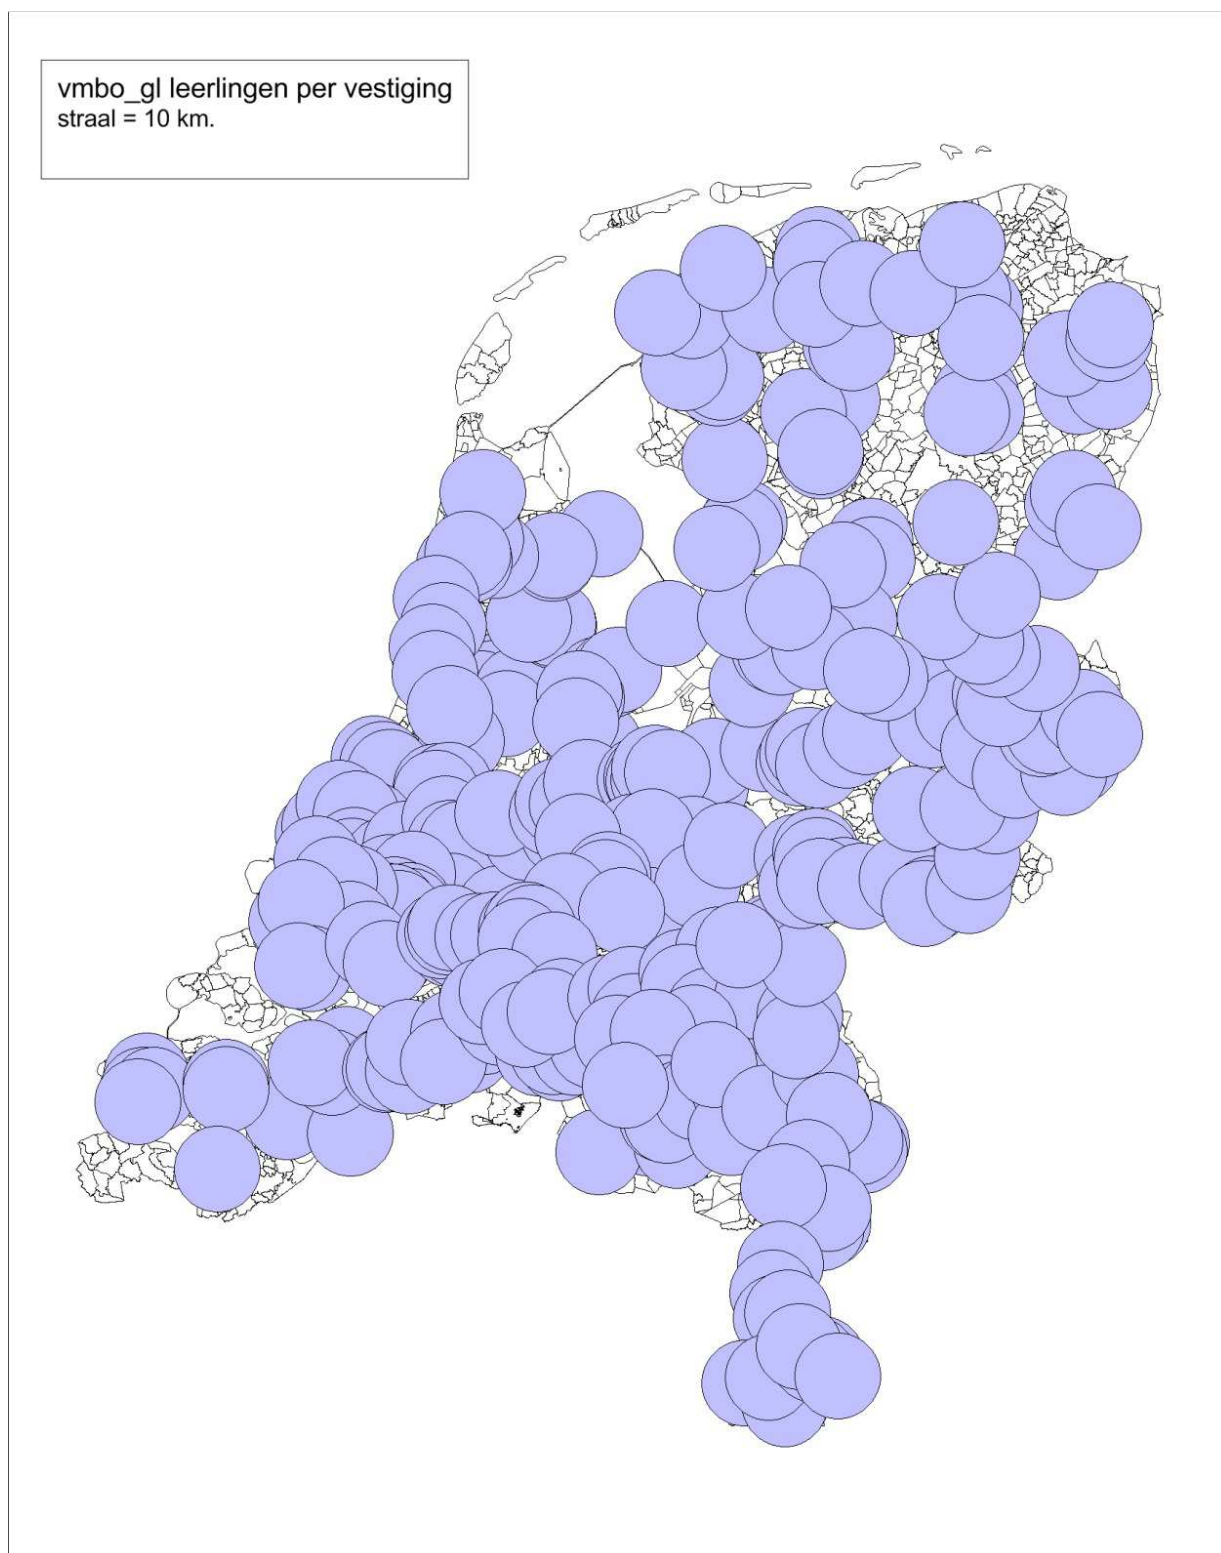 vmbo_gl leerlingen per vestiging
straal = 10 km.